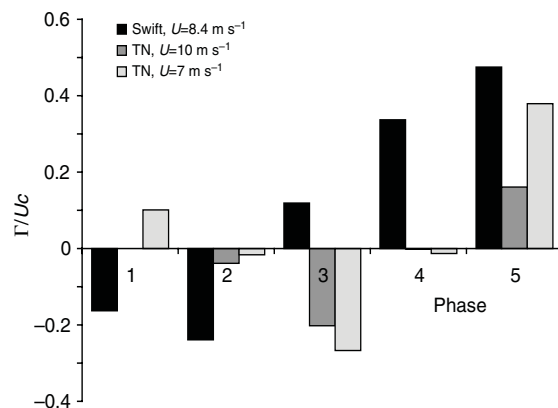 0.6
Swift, U=8.4 m s⁻¹
TN, U=10 m s⁻¹
TN, U=7 m s⁻¹
0.4
0.2
Γ/Uc
0
1 2 3 4 5
Phase
–0.2
–0.4